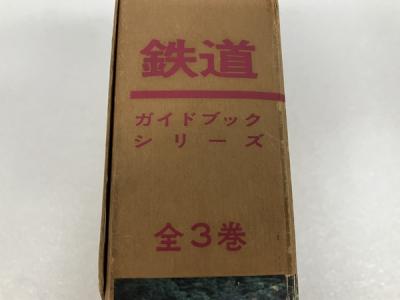 鉄道
ガイドブック
シリーズ
全3巻